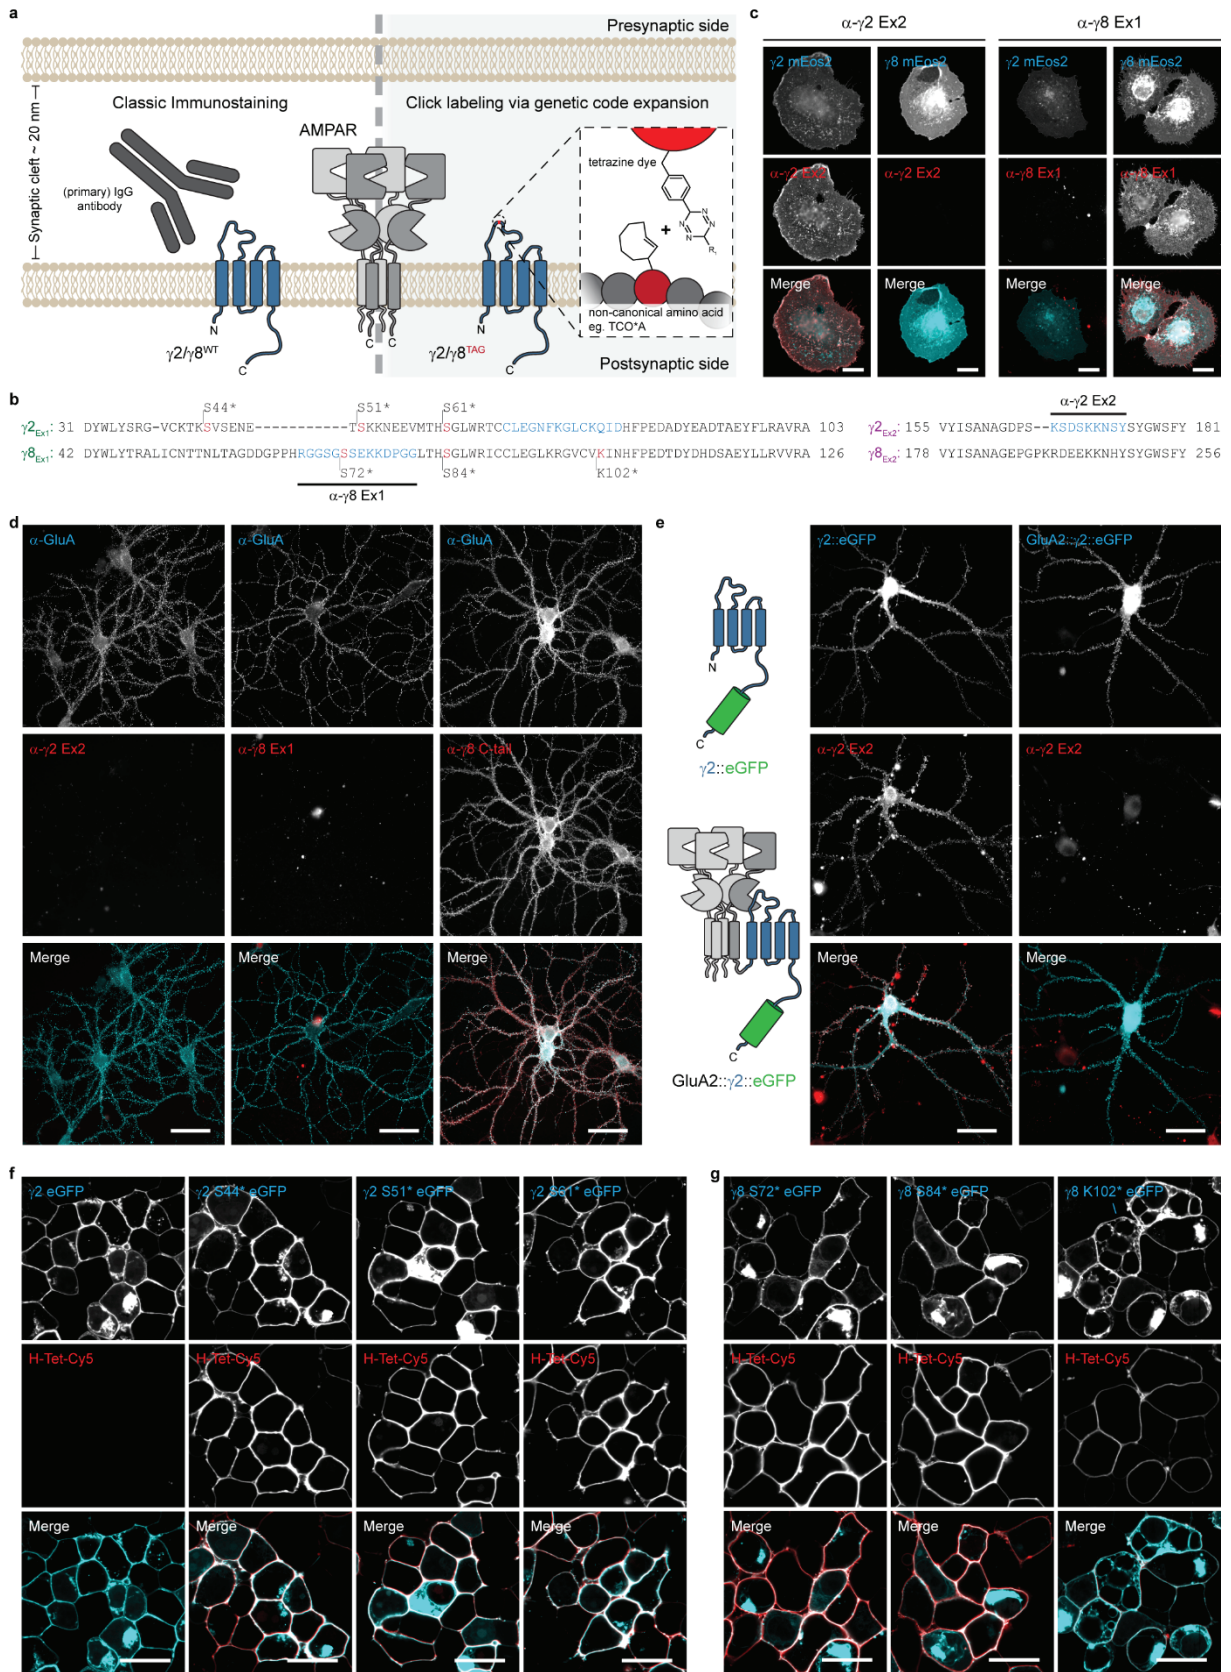 a
Presynaptic side
Classic Immunostaining
Click labeling via genetic code expansion
Synaptic cleft ~ 20 nm
AMPAR
(primary) IgG
antibody
tetrazine dye
+
N
N
N
N
R,
non-canonical amino acid
eg. TCO*A
N
C
C C
N
C
γ2/γ8WT
γ2/γ8TAG
Postsynaptic side
b
S44*
S51*
S61*
γ2Ex1: 31 DYWLYSRG-VCKTKSVSENE------------TSKKNEEVMTHSGLWRTCCLEGNFKGLCKQIDHFPEDADYEADTAEYFLRAVRA 103
γ8Ex1: 42 DYWLYTRALICNTTNLTAGDDGPPHRGGSGSSEKKDPGGLTHSGLWRICCLEGLKRGVCVKINHFPEDTDYDHDSAEYLLRVVRA 126
S72*
S84*
K102*
α-γ8 Ex1
α-γ2 Ex2
γ2Ex2: 155 VYISANAGDPS--KSDSKKNSYSYGWSFY 181
γ8Ex2: 178 VYISANAGEPGPKRDEEKKNHYSYGWSFY 256
c
α-γ2 Ex2
α-γ8 Ex1
γ2 mEos2
γ8 mEos2
γ2 mEos2
γ8 mEos2
α-γ2 Ex2
α-γ2 Ex2
α-γ8 Ex1
α-γ8 Ex1
Merge
Merge
Merge
Merge
d
α-GluA
α-GluA
α-GluA
α-γ2 Ex2
α-γ8 Ex1
α-γ8 C-tail
Merge
Merge
Merge
e
N
C
γ2::eGFP
C
GluA2::γ2::eGFP
γ2::eGFP
GluA2::γ2::eGFP
α-γ2 Ex2
α-γ2 Ex2
Merge
Merge
f
γ2 eGFP
γ2 S44* eGFP
γ2 S51* eGFP
γ2 S61* eGFP
H-Tet-Cy5
H-Tet-Cy5
H-Tet-Cy5
H-Tet-Cy5
Merge
Merge
Merge
Merge
g
γ8 S72* eGFP
γ8 S84* eGFP
γ8 K102* eGFP
H-Tet-Cy5
H-Tet-Cy5
H-Tet-Cy5
Merge
Merge
Merge